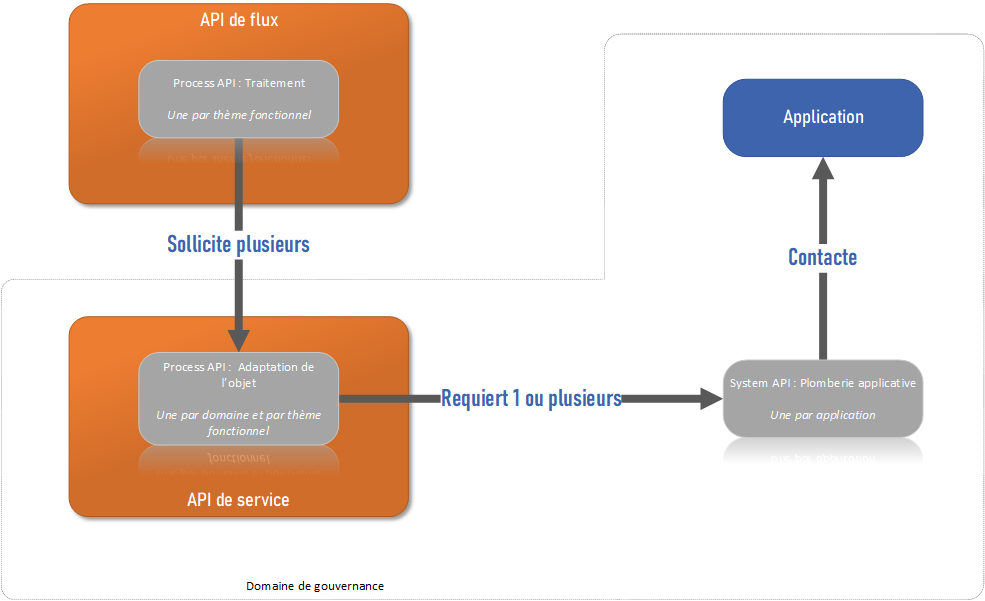 API de flux
Process API : Traitement
Une par thème fonctionnel
Sollicite plusieurs
Process API :  Adaptation de
l'objet
Une par domaine et par thème
fonctionnel
API de service
Requiert 1 ou plusieurs
Application
Contacte
System API : Plomberie applicative
Une par application
Domaine de gouvernance